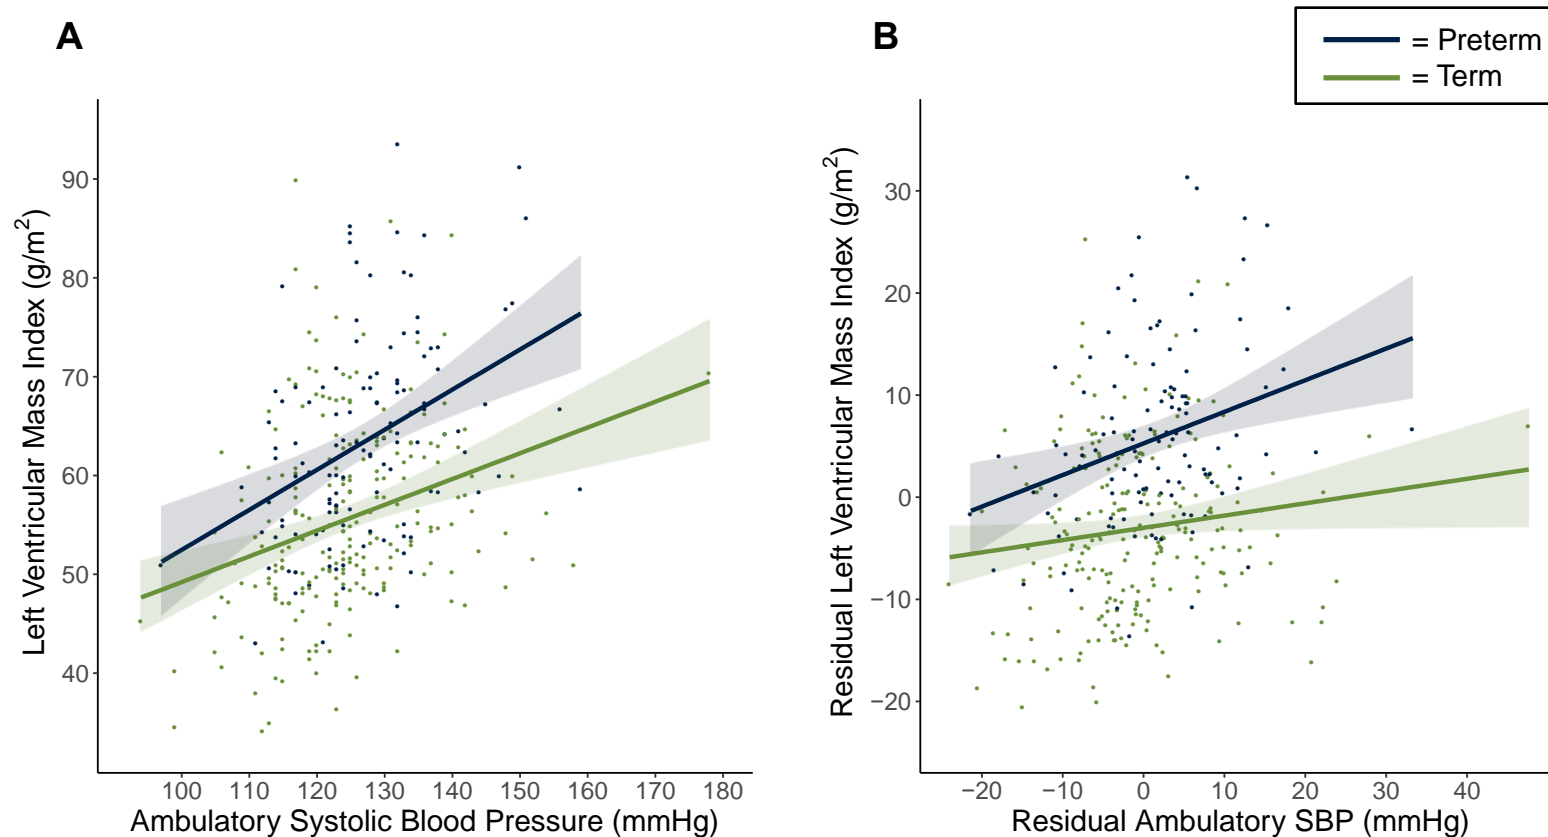 A
B
= Preterm
= Term
Left Ventricular Mass Index (g/m²)
90
80
70
60
50
40
100 110 120 130 140 150 160 170 180
Ambulatory Systolic Blood Pressure (mmHg)
Residual Left Ventricular Mass Index (g/m²)
30
20
10
0
−10
−20
−20 −10 0 10 20 30 40
Residual Ambulatory SBP (mmHg)